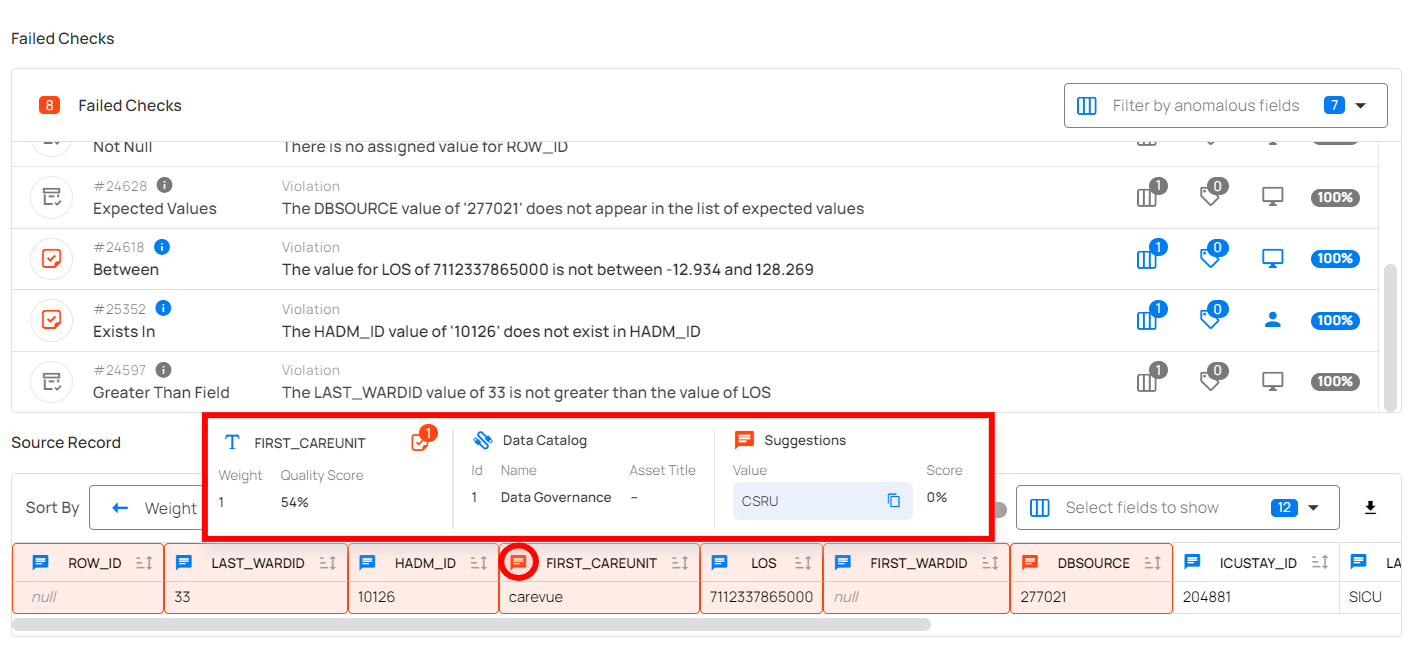 Failed Checks
8 Failed Checks
Filter by anomalous fields 7
Not Null There is no assigned value for ROW_ID
#24628 Violation 1 0
Expected Values The DBSOURCE value of '277021' does not appear in the list of expected values 100%
#24618 Violation 1 0
Between The value for LOS of 7112337865000 is not between -12.934 and 128.269 100%
#25352 Violation 1 0
Exists In The HADM_ID value of '10126' does not exist in HADM_ID 100%
#24597 Violation 1 0
Greater Than Field The LAST_WARDID value of 33 is not greater than the value of LOS 100%
Source Record
FIRST_CAREUNIT 1 Data Catalog Suggestions
Weight Quality Score Id Name Asset Title Value Score
1 54% 1 Data Governance – CSRU 0%
Sort By Weight Select fields to show 12
ROW_ID LAST_WARDID HADM_ID FIRST_CAREUNIT LOS FIRST_WARDID DBSOURCE ICUSTAY_ID LA
null 33 10126 carevue 7112337865000 null 277021 204881 SICU